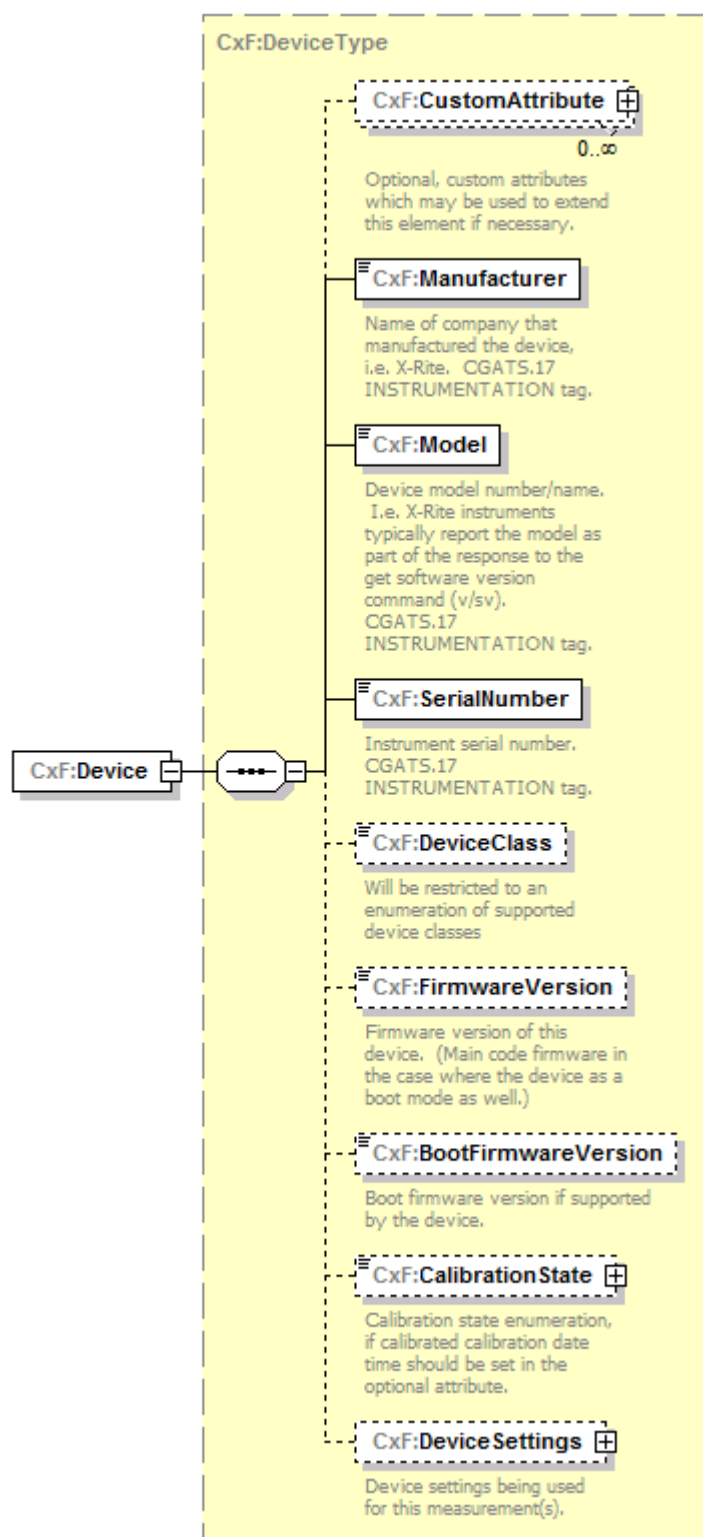 CxF:DeviceType
CxF:CustomAttribute
0..∞
Optional, custom attributes
which may be used to extend
this element if necessary.
CxF:Manufacturer
Name of company that
manufactured the device,
i.e. X-Rite.  CGATS.17
INSTRUMENTATION tag.
CxF:Model
Device model number/name.
I.e. X-Rite instruments
typically report the model as
part of the response to the
get software version
command (v/sv).
CGATS.17
INSTRUMENTATION tag.
CxF:SerialNumber
Instrument serial number.
CGATS.17
INSTRUMENTATION tag.
CxF:Device
CxF:DeviceClass
Will be restricted to an
enumeration of supported
device classes
CxF:FirmwareVersion
Firmware version of this
device.  (Main code firmware in
the case where the device as a
boot mode as well.)
CxF:BootFirmwareVersion
Boot firmware version if supported
by the device.
CxF:CalibrationState
Calibration state enumeration,
if calibrated calibration date
time should be set in the
optional attribute.
CxF:DeviceSettings
Device settings being used
for this measurement(s).